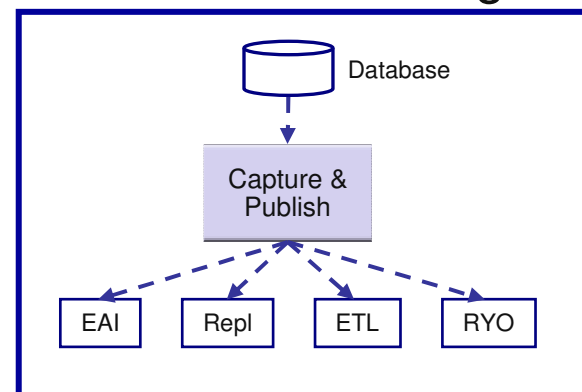 Database
Capture &
Publish
EAI
Repl
ETL
RYO